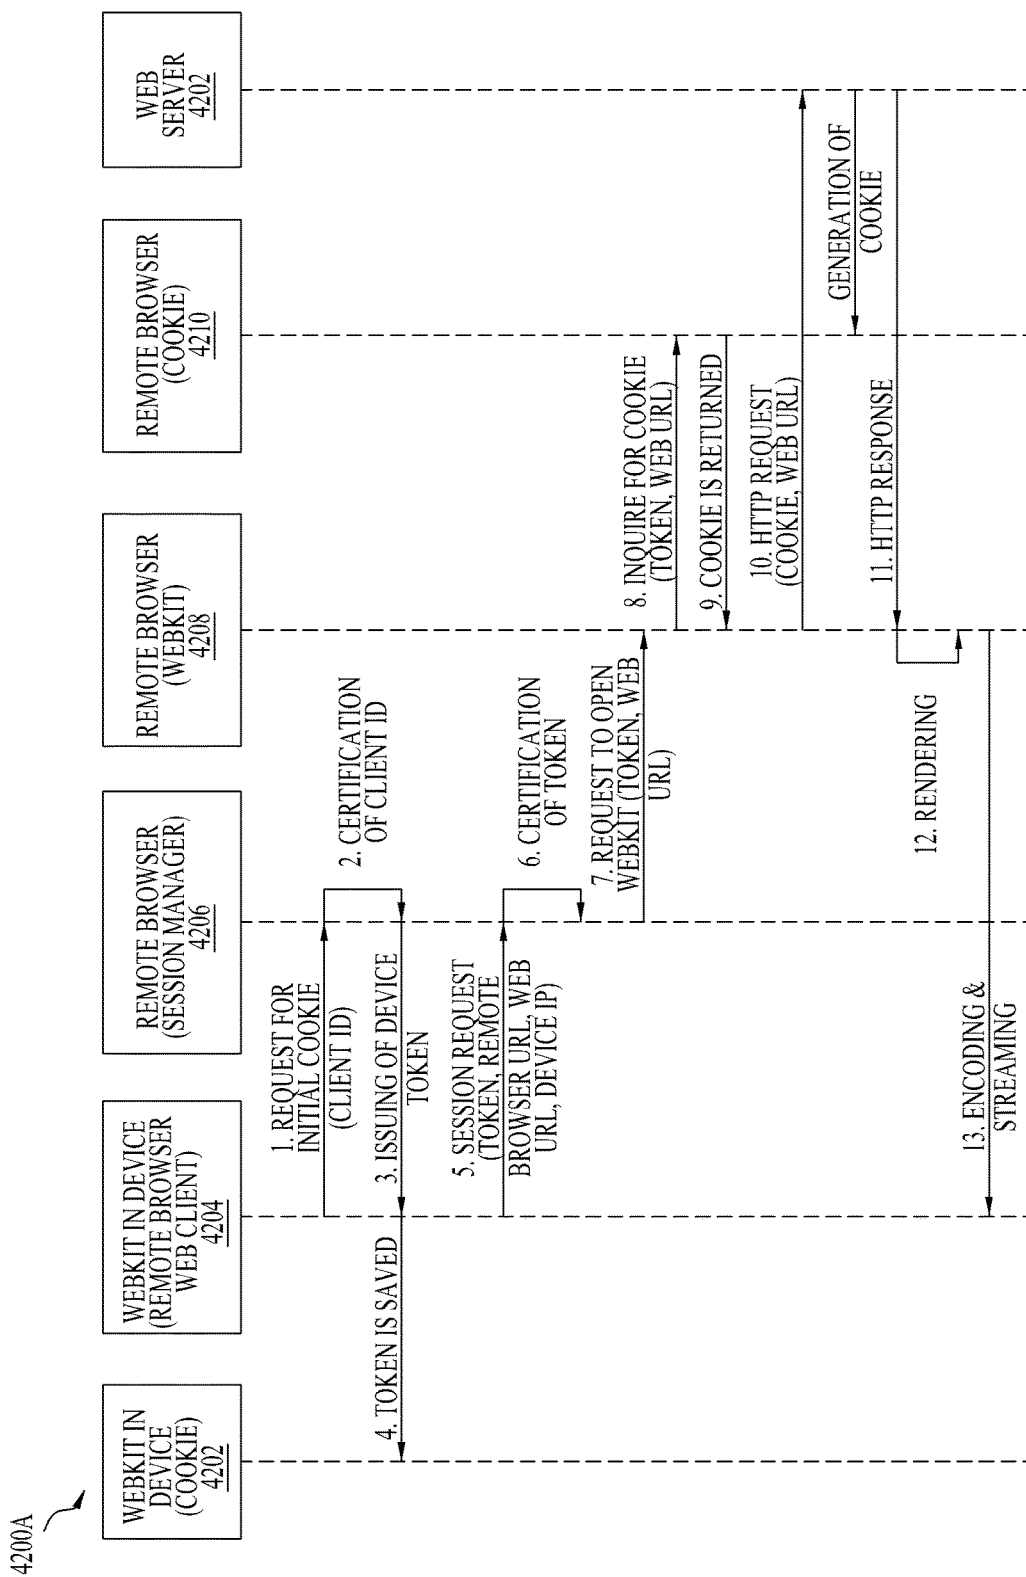 4200A
WEBKIT IN
DEVICE
(COOKIE)
4202
WEBKIT IN DEVICE
(REMOTE BROWSER
WEB CLIENT)
4204
REMOTE BROWSER
(SESSION MANAGER)
4206
REMOTE BROWSER
(WEBKIT)
4208
REMOTE BROWSER
(COOKIE)
4210
WEB
SERVER
4202
1. REQUEST FOR
INITIAL COOKIE
(CLIENT ID)
2. CERTIFICATION
OF CLIENT ID
3. ISSUING OF DEVICE
TOKEN
4. TOKEN IS SAVED
5. SESSION REQUEST
(TOKEN, REMOTE
BROWSER URL, WEB
URL, DEVICE IP)
6. CERTIFICATION
OF TOKEN
7. REQUEST TO OPEN
WEBKIT (TOKEN, WEB
URL)
8. INQUIRE FOR COOKIE
(TOKEN, WEB URL)
9. COOKIE IS RETURNED
10. HTTP REQUEST
(COOKIE, WEB URL)
GENERATION OF
COOKIE
11. HTTP RESPONSE
12. RENDERING
13. ENCODING &
STREAMING